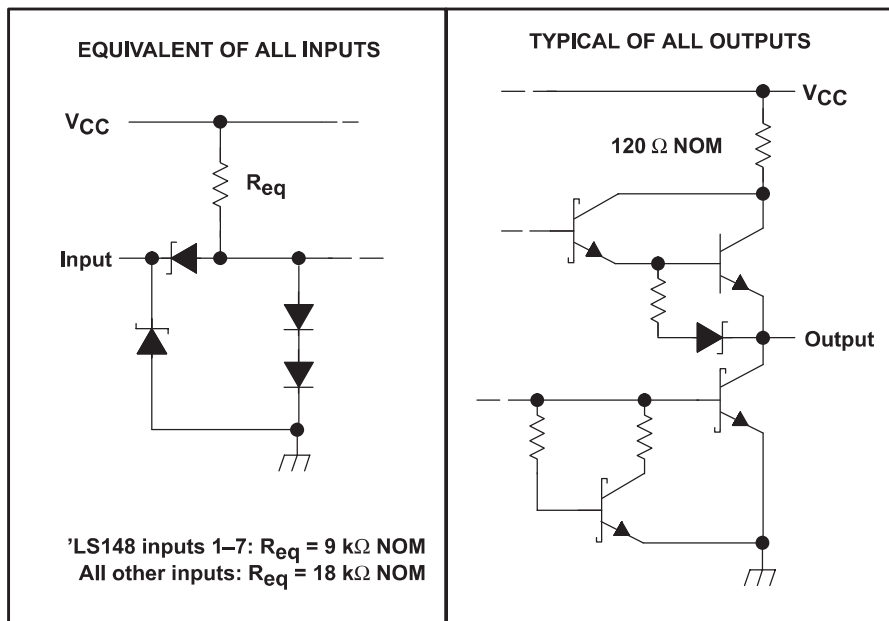 EQUIVALENT OF ALL INPUTS
VCC
Req
Input
'LS148 inputs 1–7: Req = 9 kΩ NOM
All other inputs: Req = 18 kΩ NOM
TYPICAL OF ALL OUTPUTS
VCC
120 Ω NOM
Output